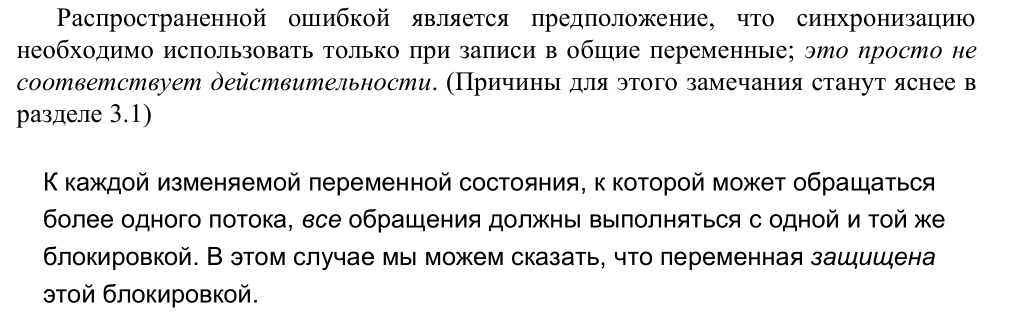 Распространенной ошибкой является предположение, что синхронизацию
необходимо использовать только при записи в общие переменные; это просто не
соответствует действительности. (Причины для этого замечания станут яснее в
разделе 3.1)
К каждой изменяемой переменной состояния, к которой может обращаться
более одного потока, все обращения должны выполняться с одной и той же
блокировкой. В этом случае мы можем сказать, что переменная защищена
этой блокировкой.